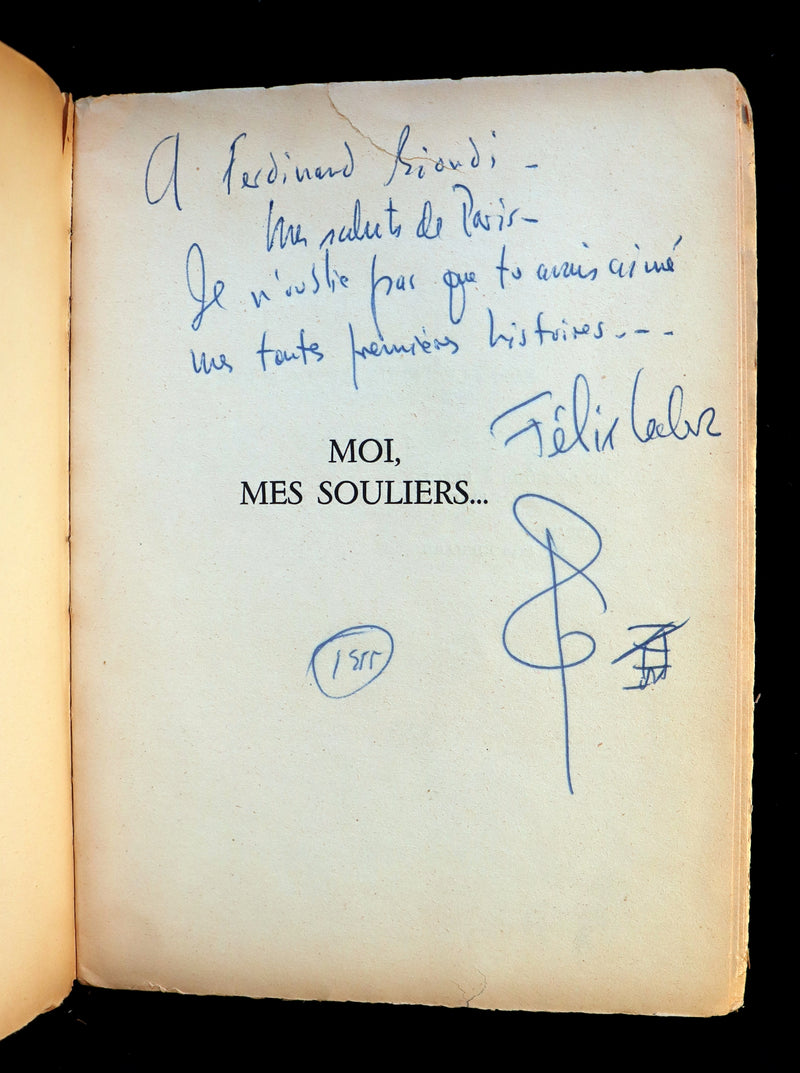 A Ferdinand Biondi -
Mes saluts de Paris -
Je n'oublie pas que tu avais aimé
mes toutes premières histoires - - -
Félix Leclerc
MOI,
MES SOULIERS...
1955